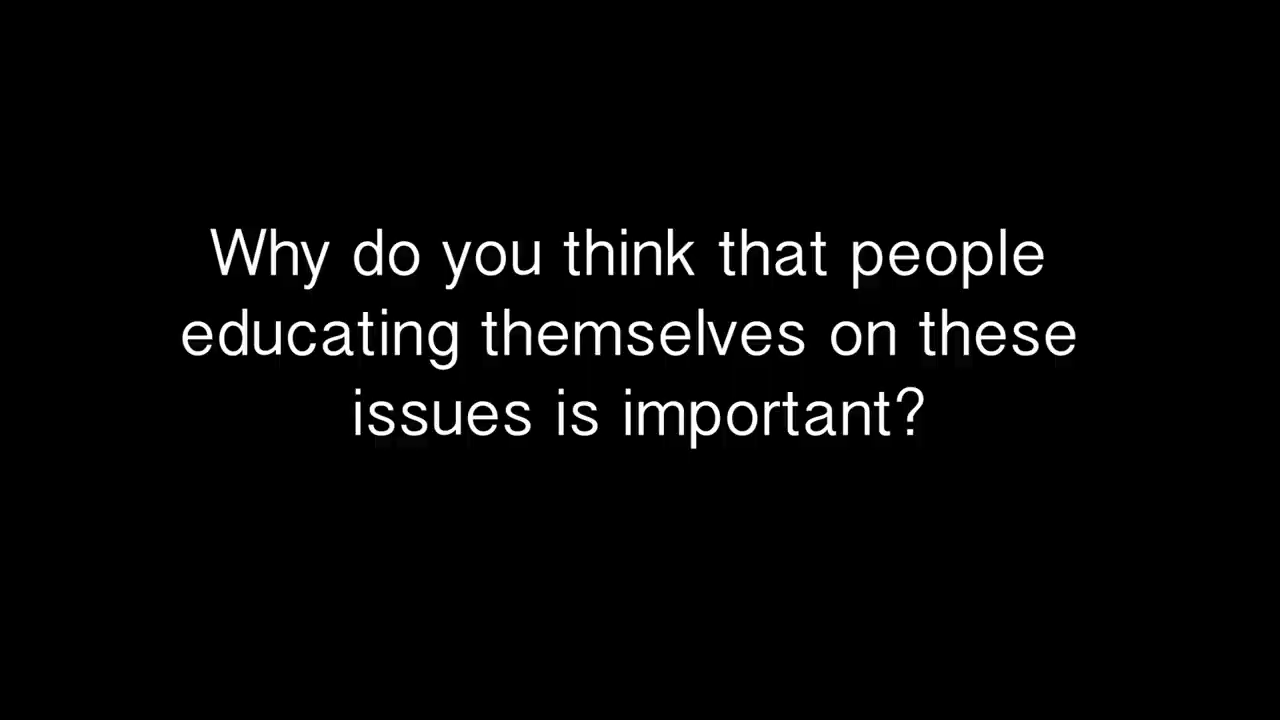 Why do you think that people
educating themselves on these
issues is important?